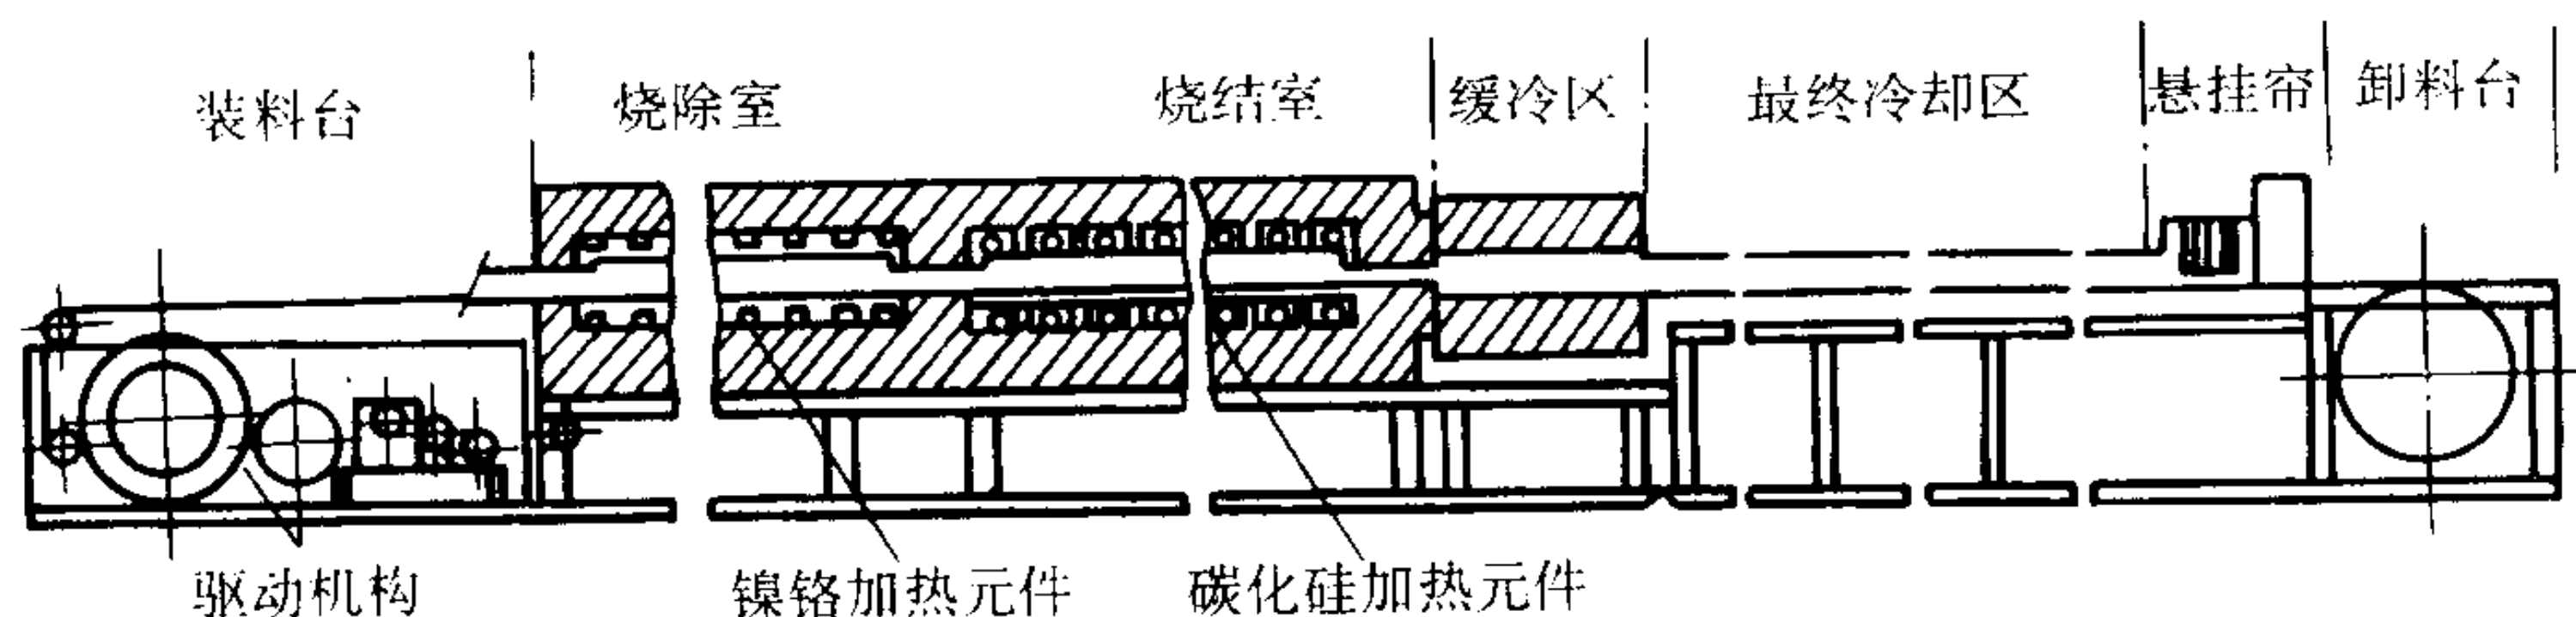 装料台 烧除室 烧结室 缓冷区 最终冷却区 悬挂帘 卸料台
驱动机构 镍铬加热元件 碳化硅加热元件